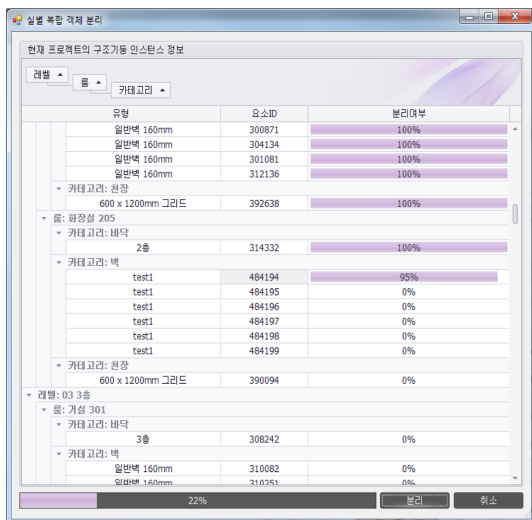 실별 복합 객체 분리
현재 프로젝트의 구조기둥 인스턴스 정보
레벨
룸
카테고리
유형 요소ID 분리여부
일반벽 160mm 300871 100%
일반벽 160mm 304134 100%
일반벽 160mm 301081 100%
일반벽 160mm 312136 100%
카테고리: 천장
600 x 1200mm 그리드 392638 100%
룸: 화장실 205
카테고리: 바닥
2층 314332 100%
카테고리: 벽
test1 484194 95%
test1 484195 0%
test1 484196 0%
test1 484197 0%
test1 484198 0%
test1 484199 0%
카테고리: 천장
600 x 1200mm 그리드 390094 0%
레벨: 03 3층
룸: 거실 301
카테고리: 바닥
3층 308242 0%
카테고리: 벽
일반벽 160mm 310082 0%
일반벽 160mm 310251 0%
22% 분리 취소